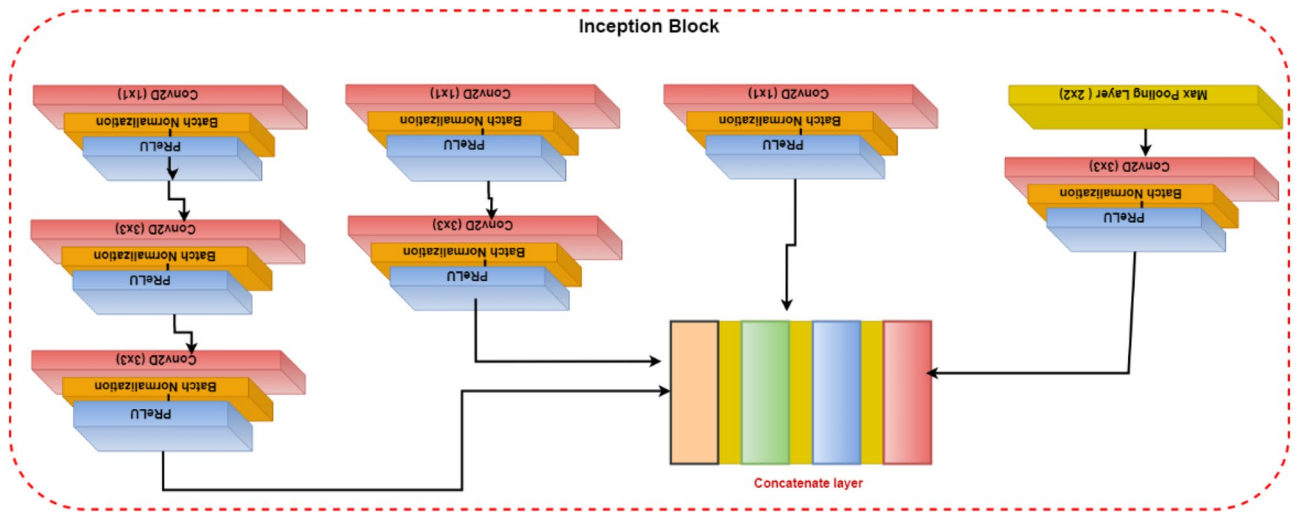 Inception Block
Conv2D (1x1)
Batch Normalization
PReLU
Conv2D (3x3)
Batch Normalization
PReLU
Conv2D (3x3)
Batch Normalization
PReLU
Conv2D (1x1)
Batch Normalization
PReLU
Conv2D (3x3)
Batch Normalization
PReLU
Conv2D (1x1)
Batch Normalization
PReLU
Max Pooling Layer ( 2x2)
Conv2D (3x3)
Batch Normalization
PReLU
Concatenate layer